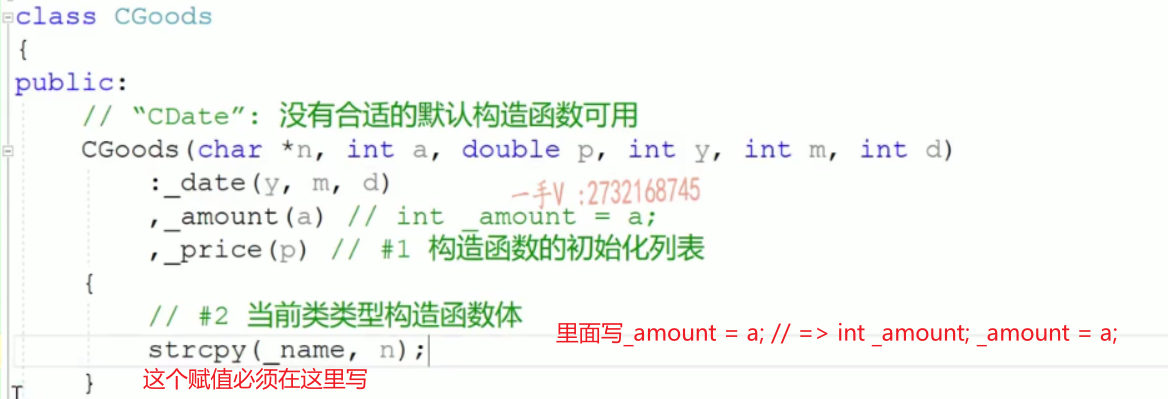 class CGoods
{
public:
// “CDate”: 没有合适的默认构造函数可用
CGoods(char *n, int a, double p, int y, int m, int d)
:_date(y, m, d)
一手V :2732168745
,_amount(a) // int _amount = a;
,_price(p) // #1 构造函数的初始化列表
{
// #2 当前类类型构造函数体
里面写_amount = a; // => int _amount; _amount = a;
strcpy(_name, n);
这个赋值必须在这里写
}